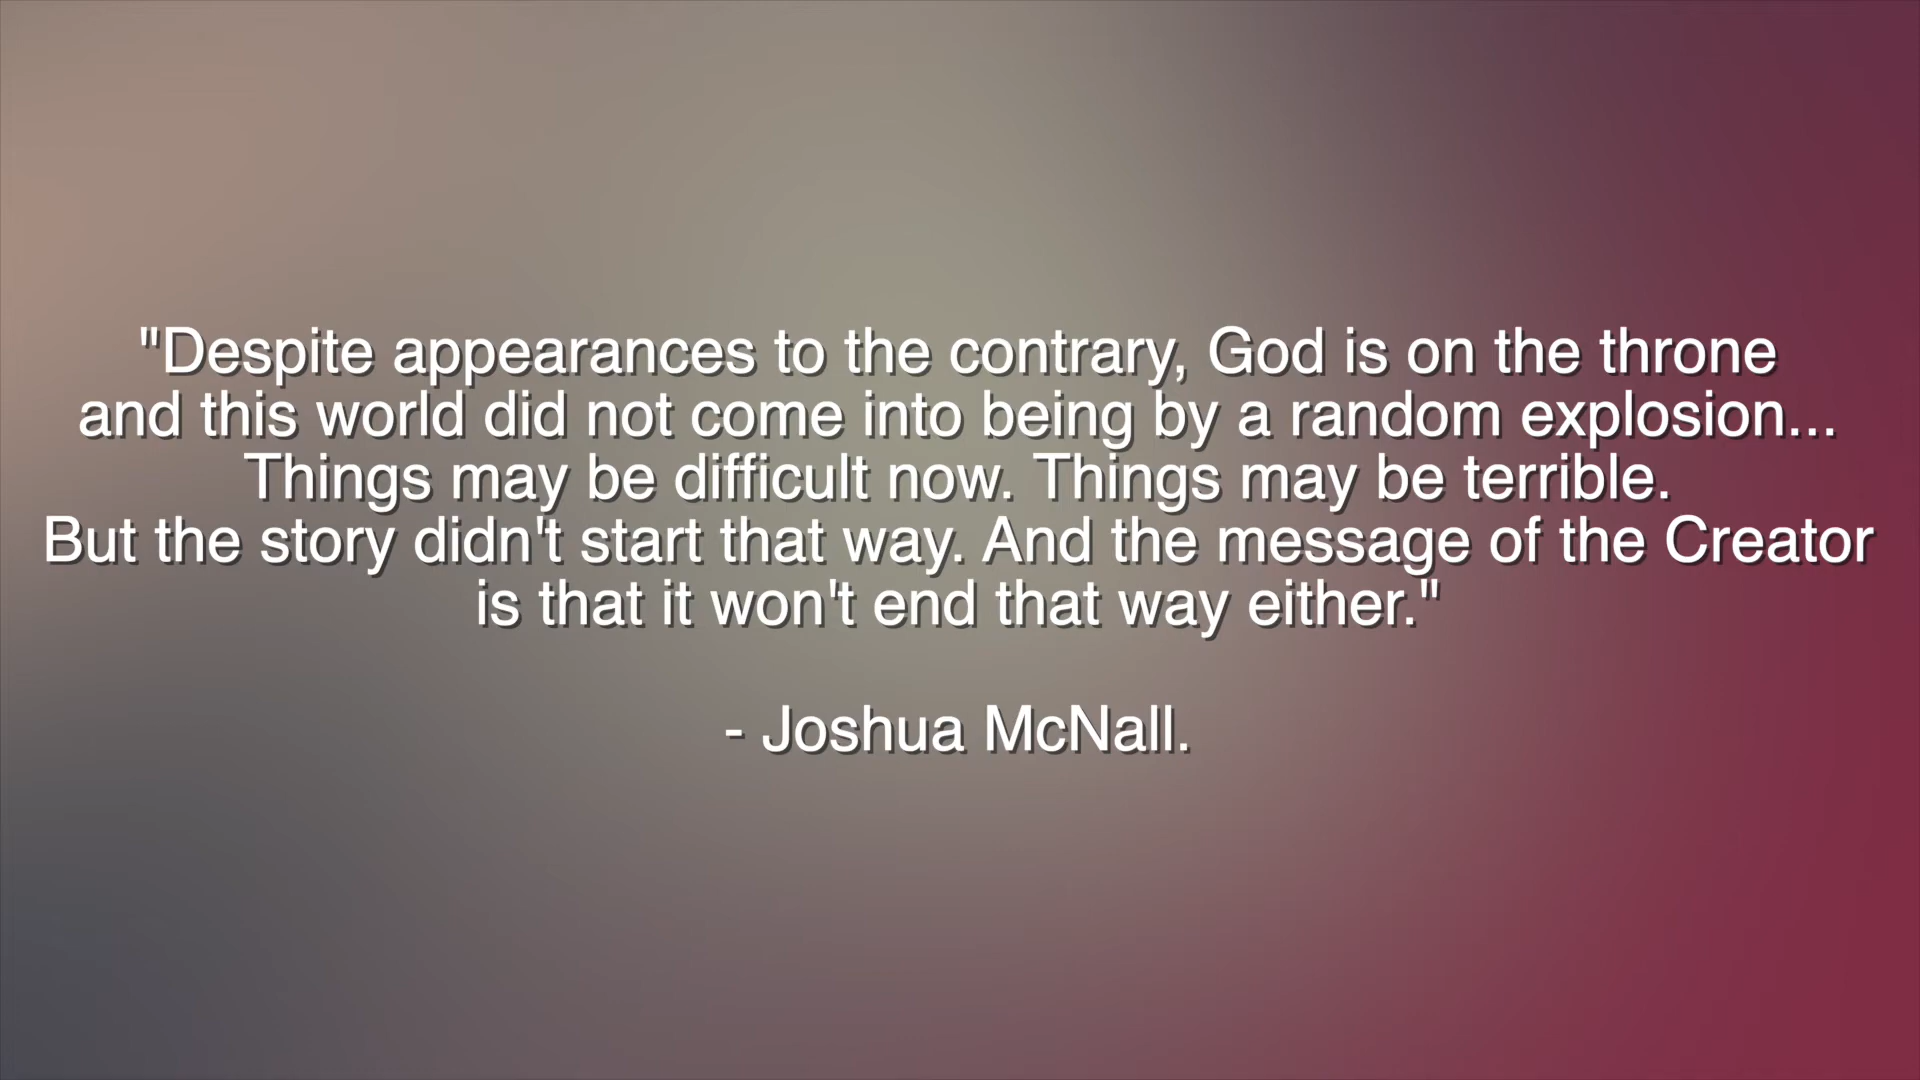 "Despite appearances to the contrary, God is on the throne
and this world did not come into being by a random explosion...
Things may be difficult now. Things may be terrible.
But the story didn't start that way. And the message of the Creator
is that it won't end that way either."
- Joshua McNall.